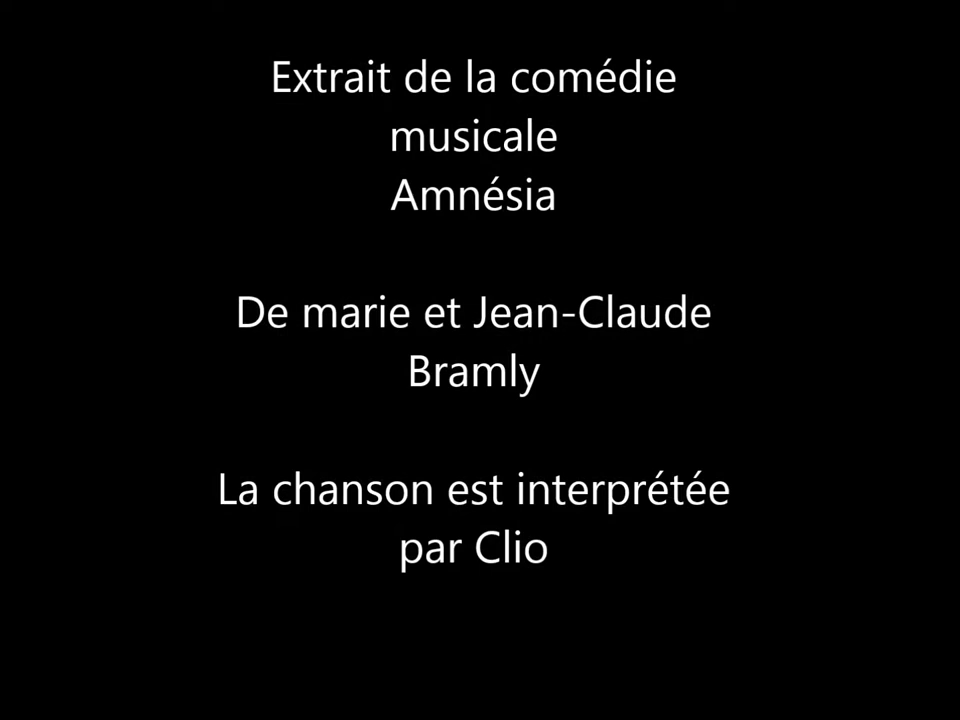 Extrait de la comédie
musicale
Amnésia
De marie et Jean-Claude
Bramly
La chanson est interprétée
par Clio